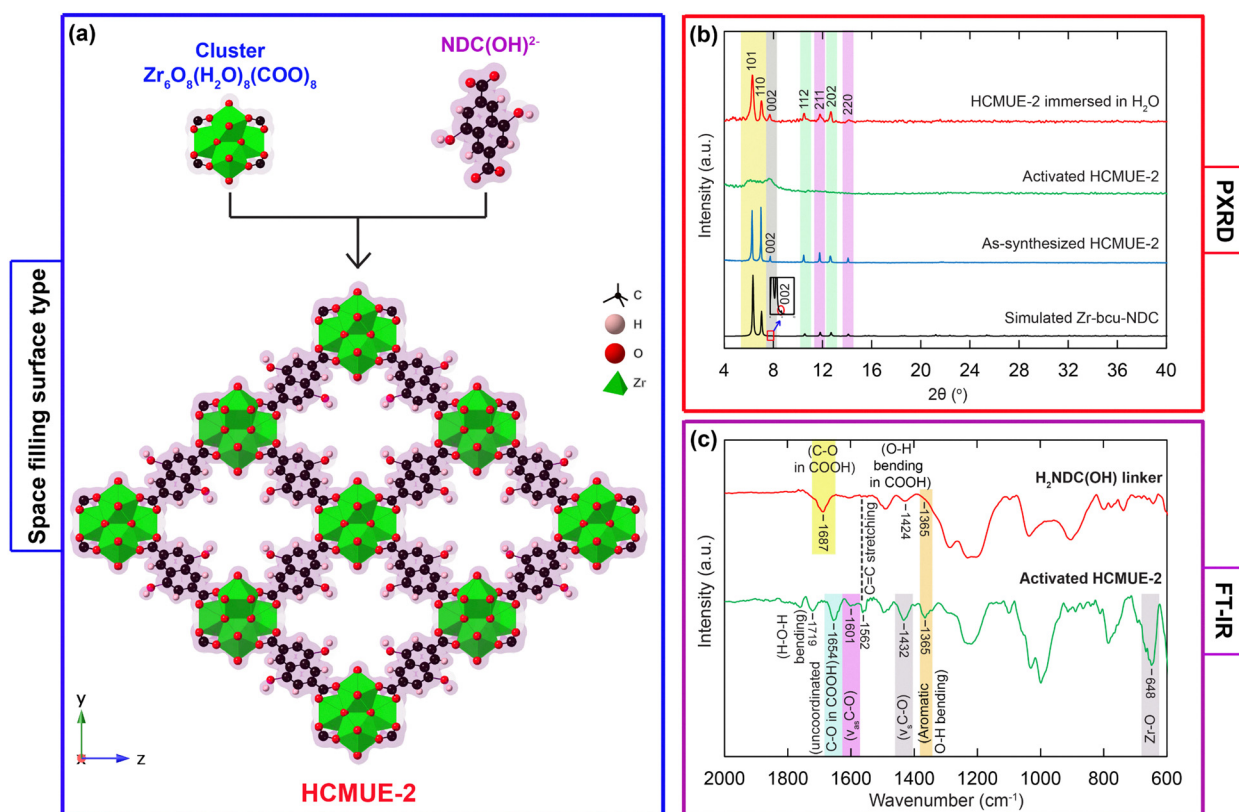 Space filling surface type
(a)
Cluster
Zr6O8(H2O)8(COO)8
NDC(OH)2-
C
H
O
Zr
y
x
z
HCMUE-2
PXRD
(b)
Intensity (a.u.)
101
110
002
112
211
202
220
HCMUE-2 immersed in H2O
Activated HCMUE-2
002
As-synthesized HCMUE-2
002
Simulated Zr-bcu-NDC
4 8 12 16 20 24 28 32 36 40
2θ (°)
FT-IR
(c)
Intensity (a.u.)
(C-O
in COOH)
(O-H
bending
in COOH)
H2NDC(OH) linker
1687
C=C stretching
1424
1365
Activated HCMUE-2
(H-O-H
bending)
1719
(uncoordinated
1654
C-O in COOH)
1601
(νasC-O)
1562
1432
(νsC-O)
1365
(Aromatic
O-H bending)
648
Zr-O
2000 1800 1600 1400 1200 1000 800 600
Wavenumber (cm-1)